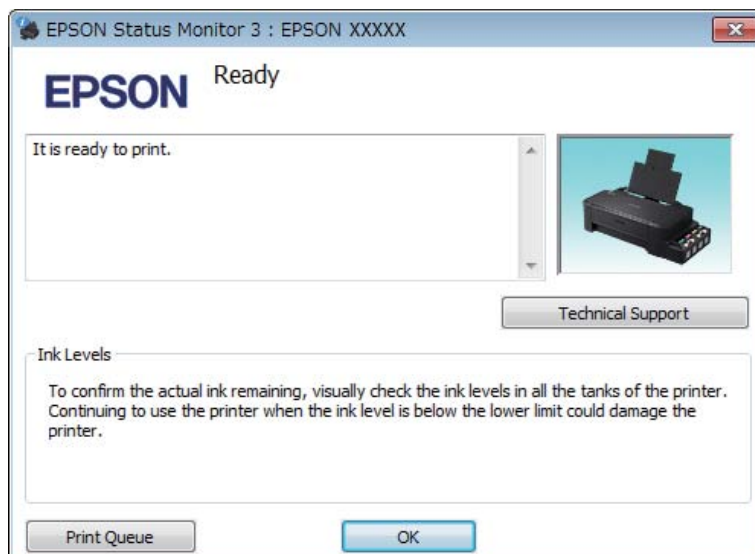 EPSON Status Monitor 3 : EPSON XXXXX
EPSON
Ready
It is ready to print.
Technical Support
Ink Levels
To confirm the actual ink remaining, visually check the ink levels in all the tanks of the printer.
Continuing to use the printer when the ink level is below the lower limit could damage the
printer.
Print Queue
OK